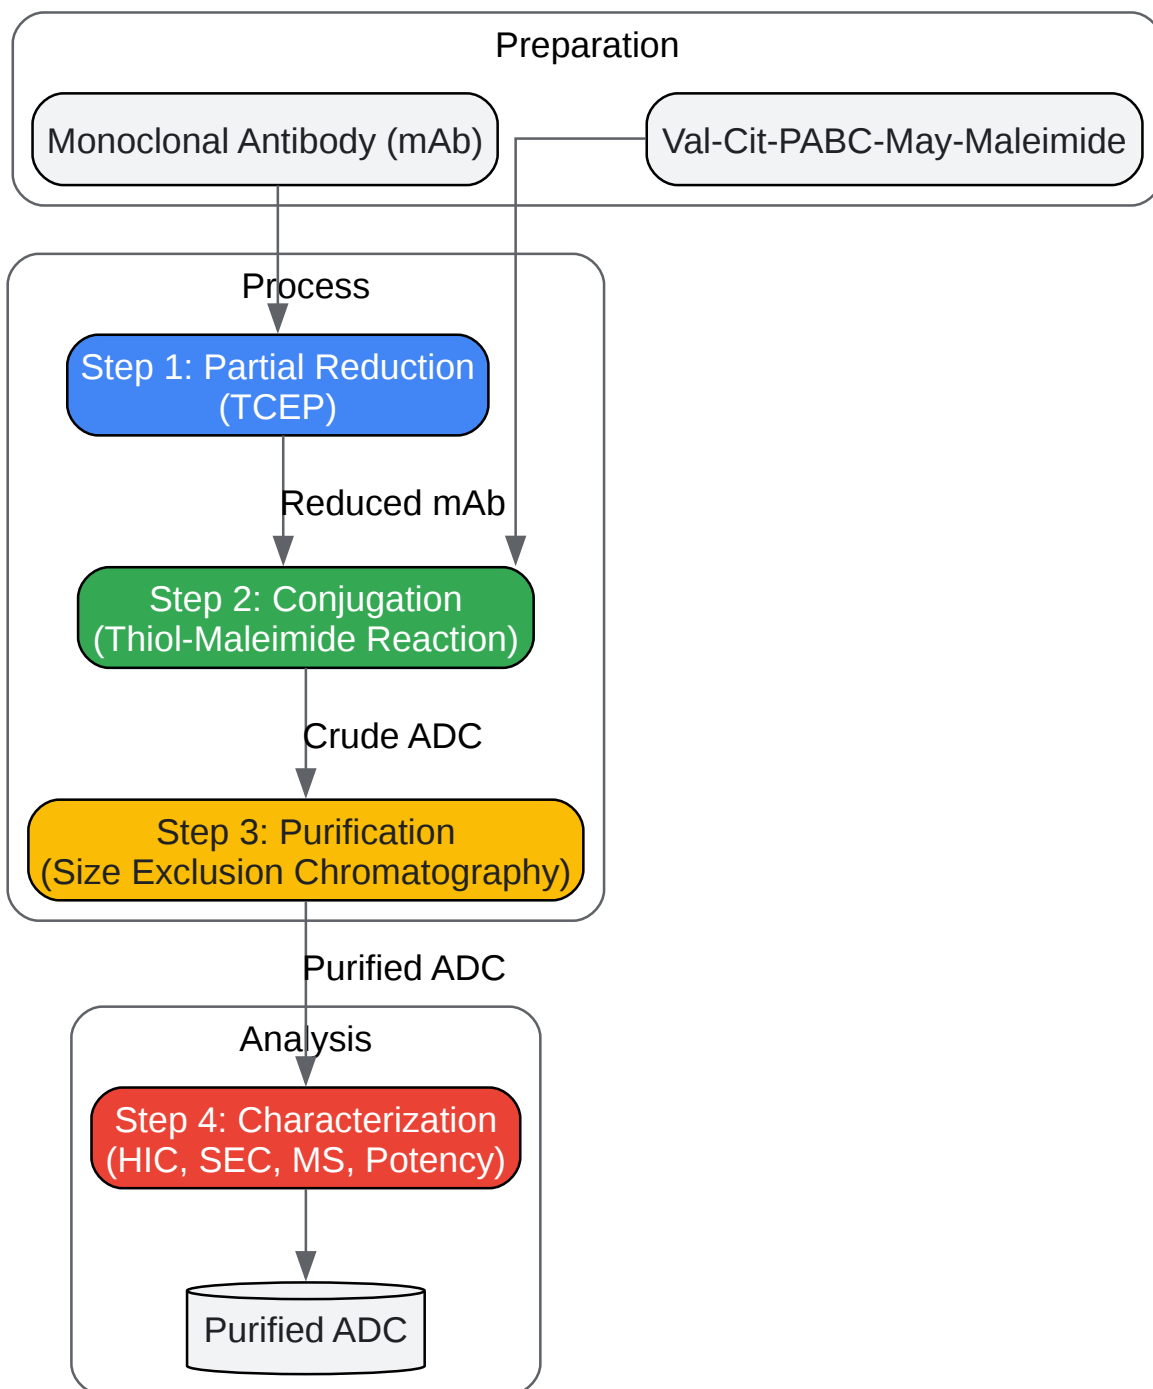 Preparation
Monoclonal Antibody (mAb)
Val-Cit-PABC-May-Maleimide
Process
Step 1: Partial Reduction
(TCEP)
Reduced mAb
Step 2: Conjugation
(Thiol-Maleimide Reaction)
Crude ADC
Step 3: Purification
(Size Exclusion Chromatography)
Purified ADC
Analysis
Step 4: Characterization
(HIC, SEC, MS, Potency)
Purified ADC